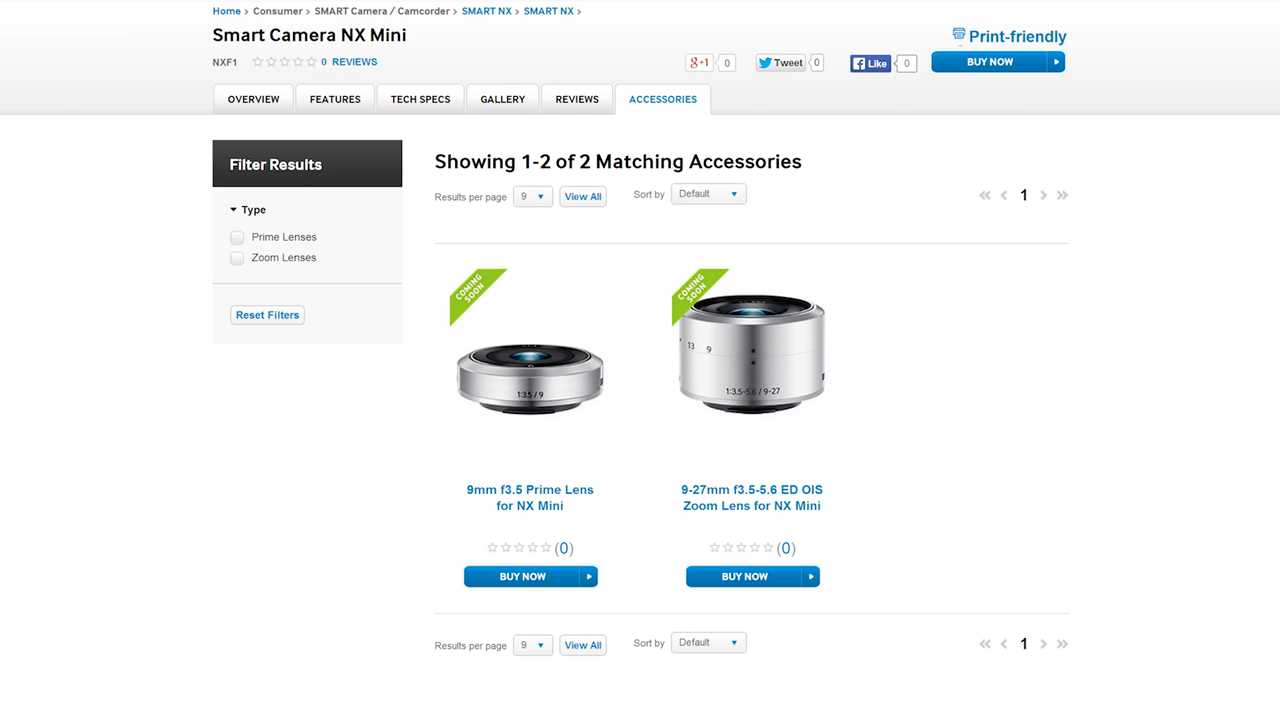 Home › Consumer › SMART Camera / Camcorder › SMART NX › SMART NX ›
Smart Camera NX Mini
Print-friendly
NXF1 0 REVIEWS
g+1 0 Tweet 0 Like 0 BUY NOW
OVERVIEW FEATURES TECH SPECS GALLERY REVIEWS ACCESSORIES
Filter Results
Type
Prime Lenses
Zoom Lenses
Reset Filters
Showing 1-2 of 2 Matching Accessories
Results per page 9 View All Sort by Default 1
COMING SOON
1:3.5 / 9
COMING SOON
13 9
1:3.5-5.6 / 9-27
9mm f3.5 Prime Lens
for NX Mini
(0)
BUY NOW
9-27mm f3.5-5.6 ED OIS
Zoom Lens for NX Mini
(0)
BUY NOW
Results per page 9 View All Sort by Default 1